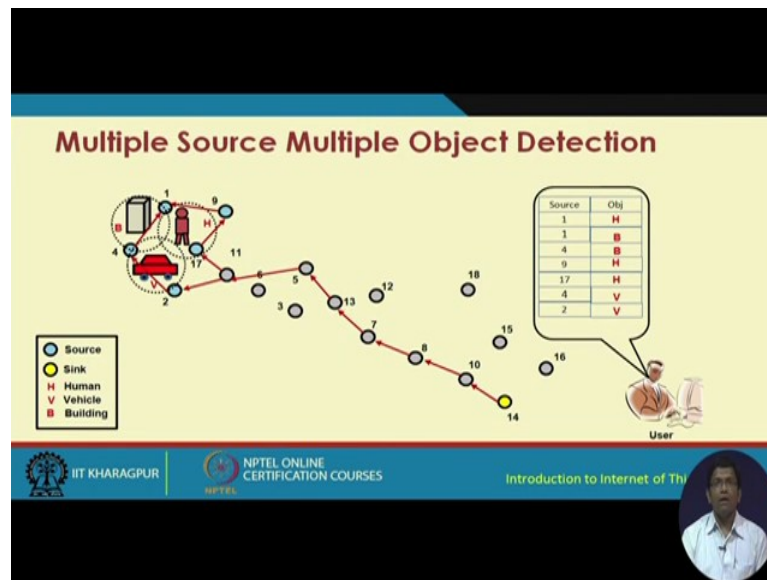 Multiple Source Multiple Object Detection
1
9
B
H
4
17
11
V
2
6
5
3
13
12
18
7
8
15
10
16
14
Source Obj
1 H
1 B
4 B
9 H
17 H
4 V
2 V
User
Source
Sink
H Human
V Vehicle
B Building
IIT KHARAGPUR
NPTEL
NPTEL ONLINE
CERTIFICATION COURSES
Introduction to Internet of Thi